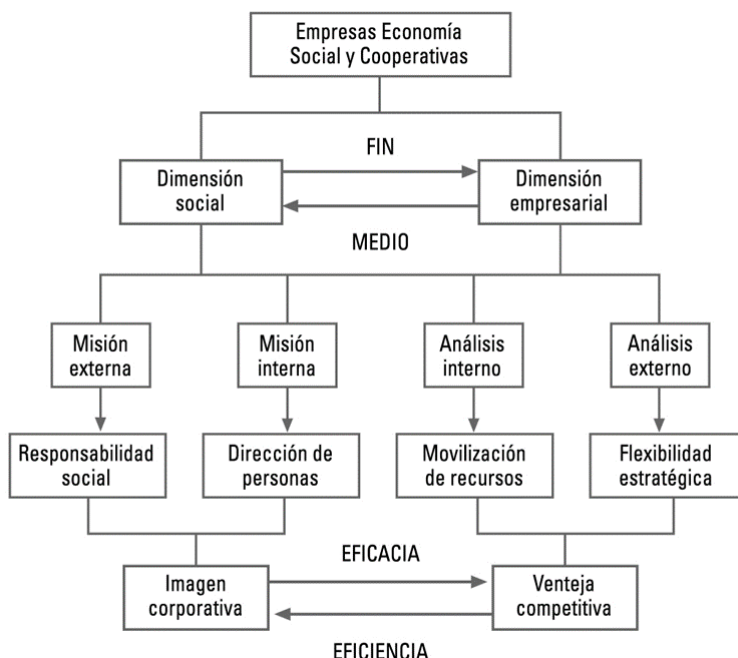 Empresas Economía
Social y Cooperativas
FIN
Dimensión
social
Dimensión
empresarial
MEDIO
Misión
externa
Misión
interna
Análisis
interno
Análisis
externo
Responsabilidad
social
Dirección de
personas
Movilización
de recursos
Flexibilidad
estratégica
EFICACIA
Imagen
corporativa
Venteja
competitiva
EFICIENCIA